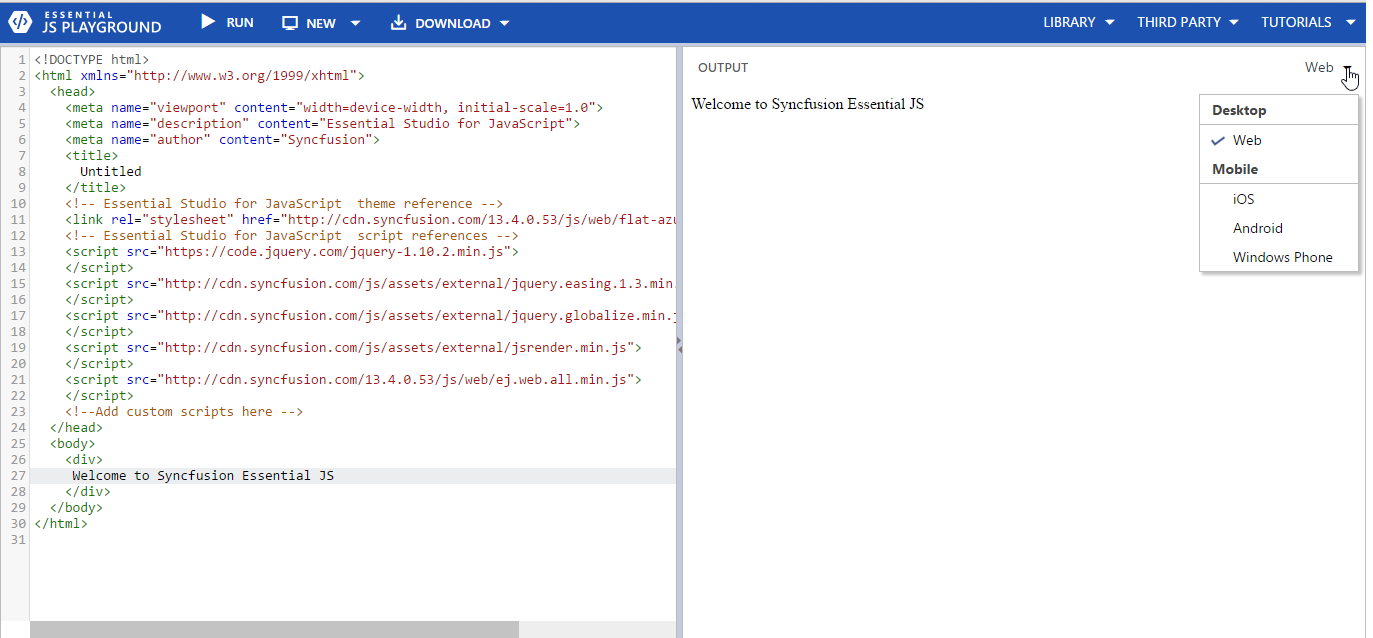 ESSENTIAL
JS PLAYGROUND
RUN
NEW
DOWNLOAD
LIBRARY
THIRD PARTY
TUTORIALS
1 <!DOCTYPE html>
2 <html xmlns="http://www.w3.org/1999/xhtml">
3 <head>
4 <meta name="viewport" content="width=device-width, initial-scale=1.0">
5 <meta name="description" content="Essential Studio for JavaScript">
6 <meta name="author" content="Syncfusion">
7 <title>
8 Untitled
9 </title>
10 <!-- Essential Studio for JavaScript  theme reference -->
11 <link rel="stylesheet" href="http://cdn.syncfusion.com/13.4.0.53/js/web/flat-azu
12 <!-- Essential Studio for JavaScript  script references -->
13 <script src="https://code.jquery.com/jquery-1.10.2.min.js">
14 </script>
15 <script src="http://cdn.syncfusion.com/js/assets/external/jquery.easing.1.3.min.
16 </script>
17 <script src="http://cdn.syncfusion.com/js/assets/external/jquery.globalize.min.j
18 </script>
19 <script src="http://cdn.syncfusion.com/js/assets/external/jsrender.min.js">
20 </script>
21 <script src="http://cdn.syncfusion.com/13.4.0.53/js/web/ej.web.all.min.js">
22 </script>
23 <!--Add custom scripts here -->
24 </head>
25 <body>
26 <div>
27 Welcome to Syncfusion Essential JS
28 </div>
29 </body>
30 </html>
31
OUTPUT
Web
Welcome to Syncfusion Essential JS
Desktop
Web
Mobile
iOS
Android
Windows Phone